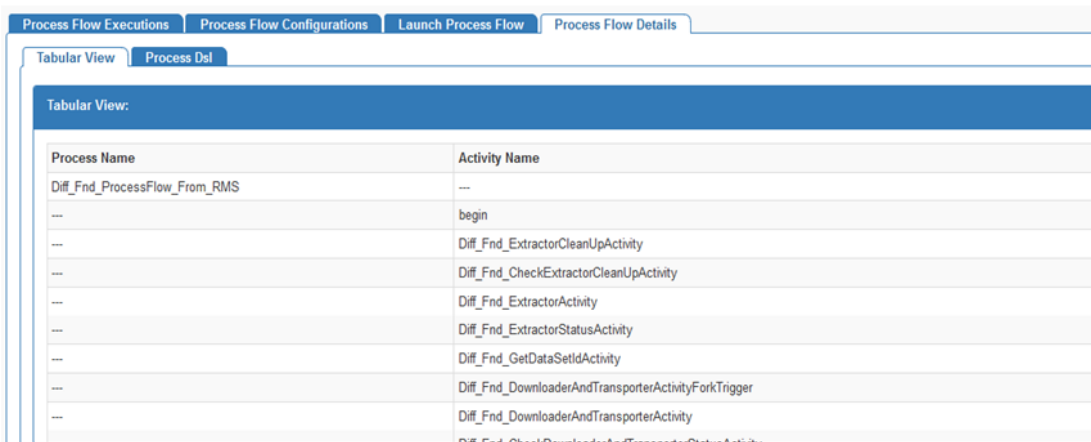 Process Flow Executions Process Flow Configurations Launch Process Flow Process Flow Details
Tabular View Process Dsl
Tabular View:
Process Name Activity Name
Diff_Fnd_ProcessFlow_From_RMS ---
--- begin
--- Diff_Fnd_ExtractorCleanUpActivity
--- Diff_Fnd_CheckExtractorCleanUpActivity
--- Diff_Fnd_ExtractorActivity
--- Diff_Fnd_ExtractorStatusActivity
--- Diff_Fnd_GetDataSetIdActivity
--- Diff_Fnd_DownloaderAndTransporterActivityForkTrigger
--- Diff_Fnd_DownloaderAndTransporterActivity
Diff_Fnd_CheckDownloaderAndTransporterStatusActivity